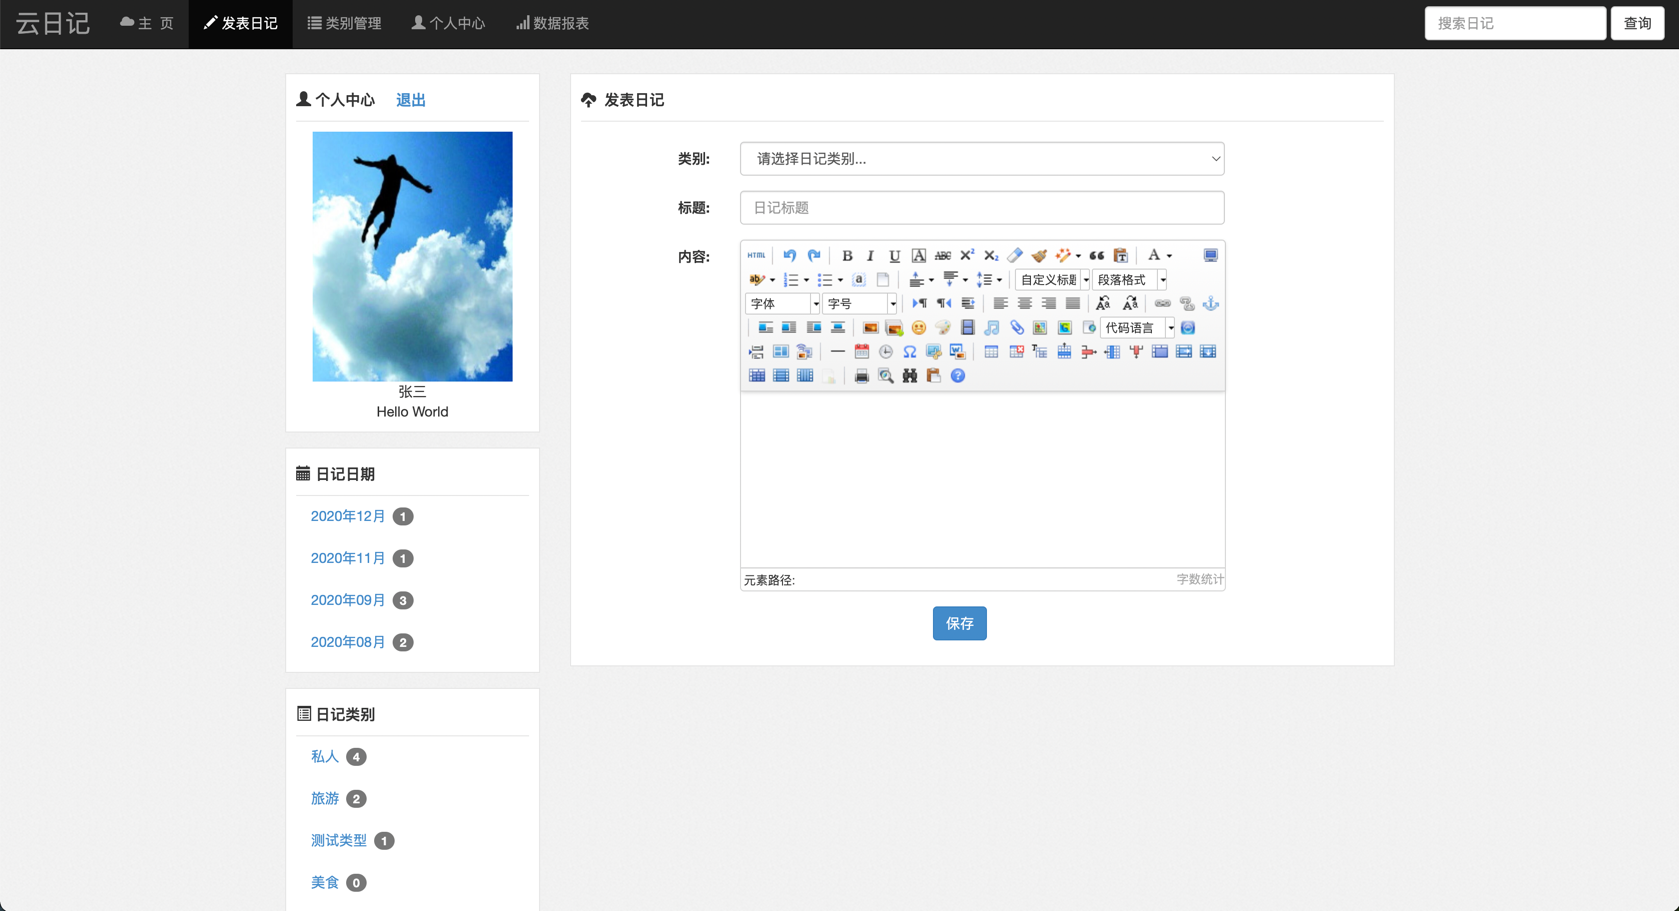 云日记 主 页 发表日记 类别管理 个人中心 数据报表 搜索日记 查询
个人中心 退出
张三
Hello World
日记日期
2020年12月 1
2020年11月 1
2020年09月 3
2020年08月 2
日记类别
私人 4
旅游 2
测试类型 1
美食 0
发表日记
类别: 请选择日记类别...
标题: 日记标题
内容:
HTML B I U A ABC X² X₂ A
ab a 自定义标题 段落格式
字体 字号
代码语言
元素路径: 字数统计
保存